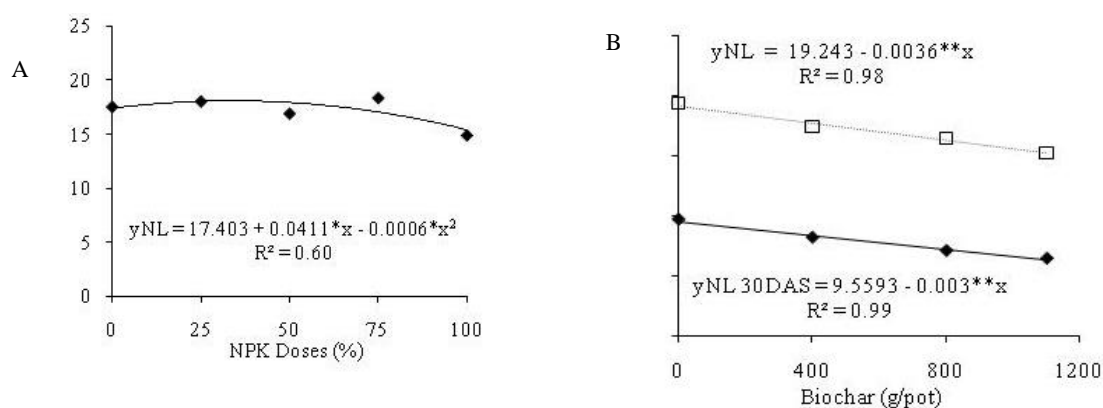 A
25
20
15
10
5
0
yNL = 17.403 + 0.0411*x - 0.0006*x²
R² = 0.60
0 25 50 75 100
NPK Doses (%)
B
yNL = 19.243 - 0.0036**x
R² = 0.98
yNL 30DAS = 9.5593 - 0.003**x
R² = 0.99
0 400 800 1200
Biochar (g/pot)